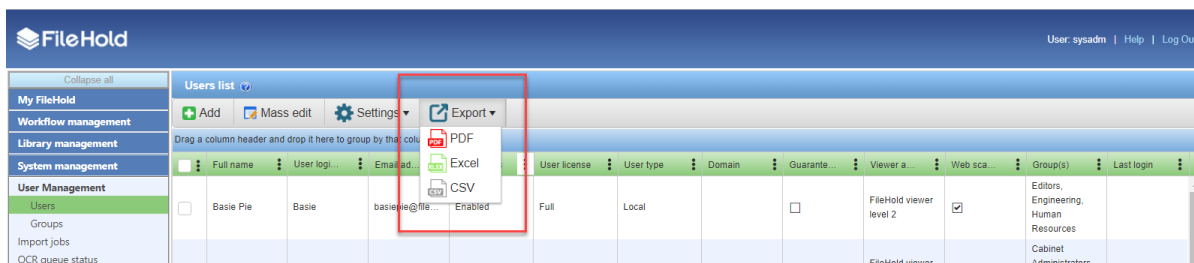 FileHold
User: sysadm | Help | Log Ou
Collapse all
My FileHold
Workflow management
Library management
System management
User Management
Users
Groups
Import jobs
OCR queue status
Users list
Add
Mass edit
Settings
Export
PDF
Excel
CSV
Drag a column header and drop it here to group by that colu
Full name
User logi...
Email ad...
User license
User type
Domain
Guarante...
Viewer a...
Web sca...
Group(s)
Last login
Basie Pie
Basie
basiepie@file...
Enabled
Full
Local
FileHold viewer
level 2
Editors,
Engineering,
Human
Resources
FileHold viewer
Cabinet
Administrators